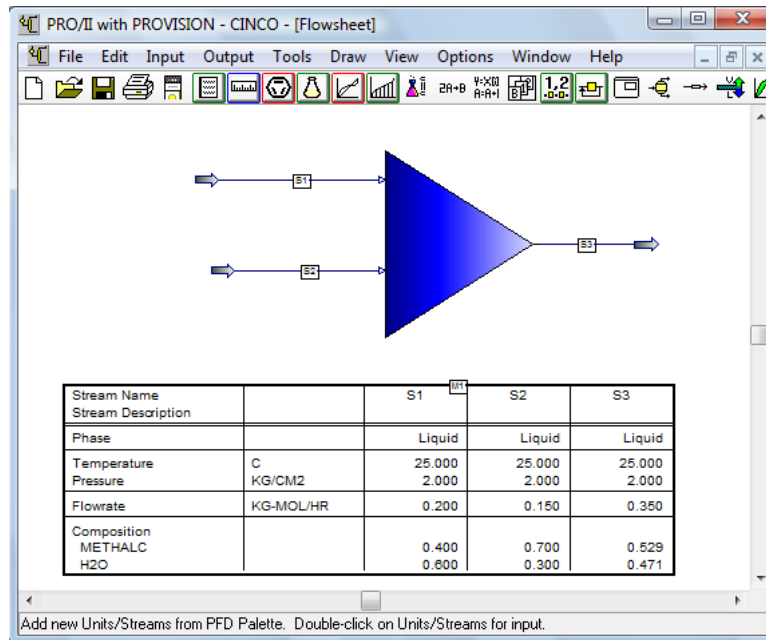 PRO/II with PROVISION - CINCO - [Flowsheet]
File Edit Input Output Tools Draw View Options Window Help
2A+B
1.2
S1
S2
S3
M1
Stream Name S1 S2 S3
Stream Description
Phase Liquid Liquid Liquid
Temperature C 25.000 25.000 25.000
Pressure KG/CM2 2.000 2.000 2.000
Flowrate KG-MOL/HR 0.200 0.150 0.350
Composition
METHALC 0.400 0.700 0.529
H2O 0.600 0.300 0.471
Add new Units/Streams from PFD Palette. Double-click on Units/Streams for input.